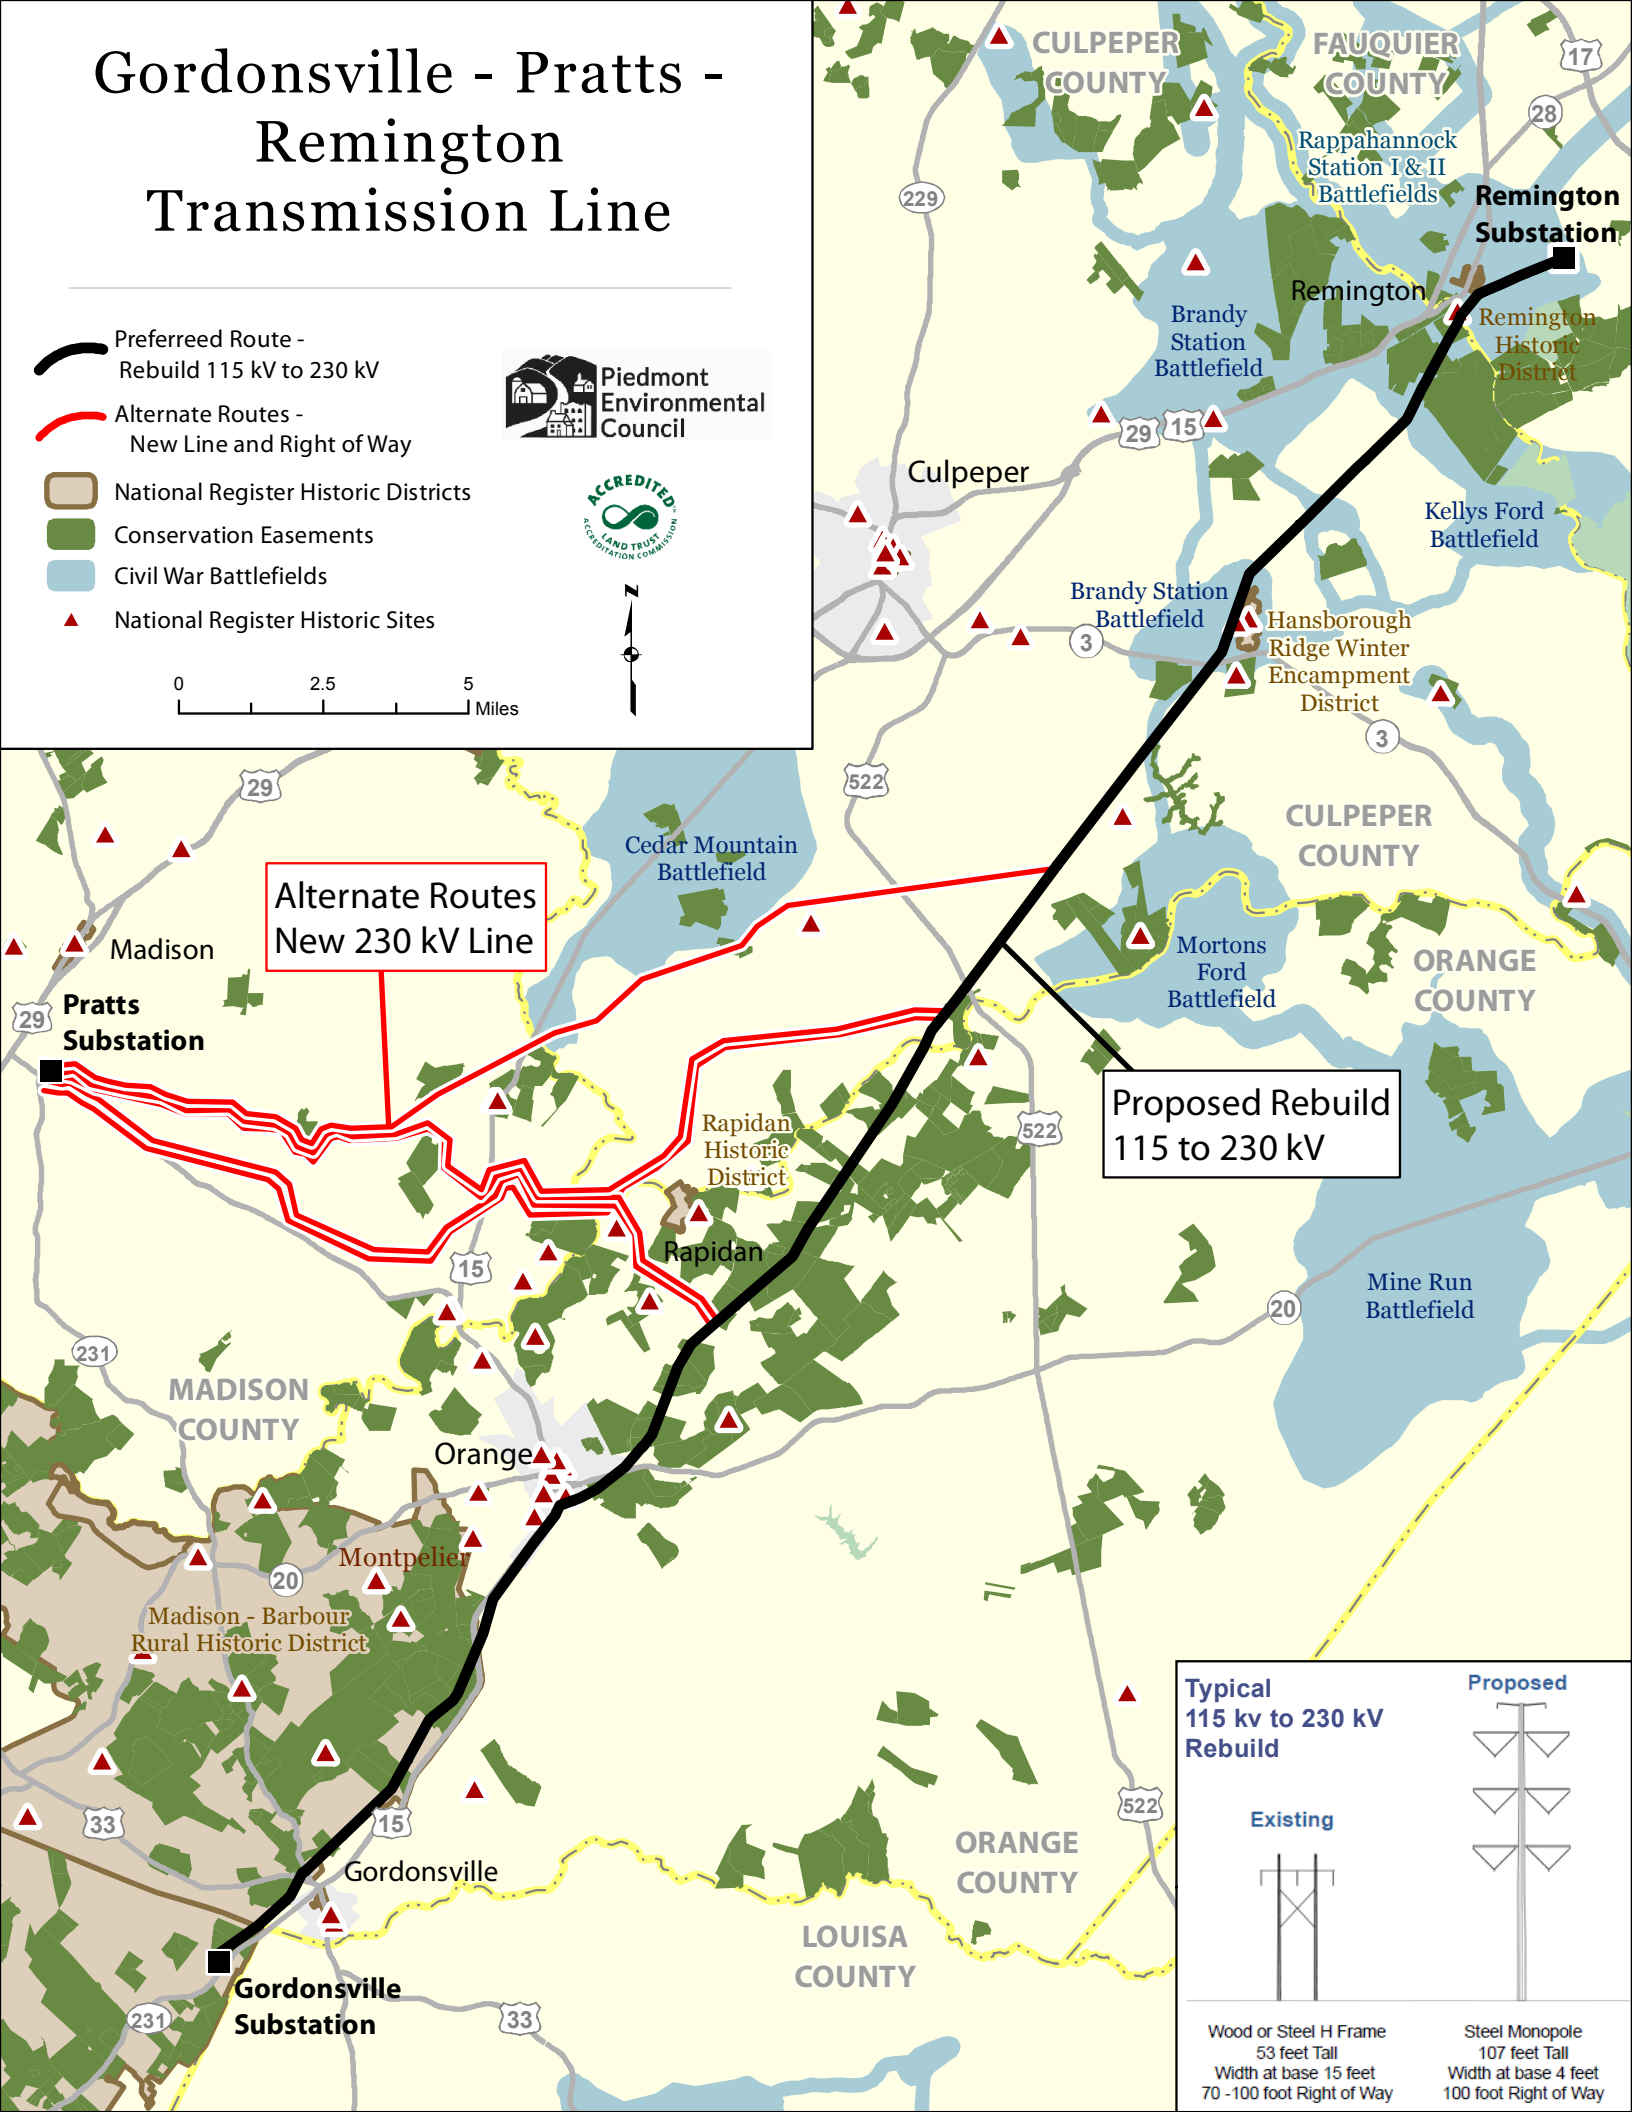 Gordonsville - Pratts -
Remington
Transmission Line
Preferreed Route -
Rebuild 115 kV to 230 kV
Alternate Routes -
New Line and Right of Way
National Register Historic Districts
Conservation Easements
Civil War Battlefields
National Register Historic Sites
Piedmont
Environmental
Council
ACCREDITED
LAND TRUST
ACCREDITATION COMMISSION
N
0 2.5 5
Miles
CULPEPER
COUNTY
FAUQUIER
COUNTY
17
28
Rappahannock
Station I & II
Battlefields
Remington
Substation
229
Remington
Brandy
Station
Battlefield
Remington
Historic
District
29
15
Culpeper
Kellys Ford
Battlefield
Brandy Station
Battlefield
3
Hansborough
Ridge Winter
Encampment
District
3
522
29
Cedar Mountain
Battlefield
CULPEPER
COUNTY
Alternate Routes
New 230 kV Line
Madison
Mortons
Ford
Battlefield
ORANGE
COUNTY
Pratts
Substation
29
Proposed Rebuild
115 to 230 kV
Rapidan
Historic
District
522
Rapidan
15
Mine Run
Battlefield
20
231
MADISON
COUNTY
Orange
Montpelier
20
Madison - Barbour
Rural Historic District
33
15
Gordonsville
522
ORANGE
COUNTY
LOUISA
COUNTY
Gordonsville
Substation
231
33
Typical
115 kv to 230 kV
Rebuild
Proposed
Existing
Wood or Steel H Frame
53 feet Tall
Width at base 15 feet
70 -100 foot Right of Way
Steel Monopole
107 feet Tall
Width at base 4 feet
100 foot Right of Way